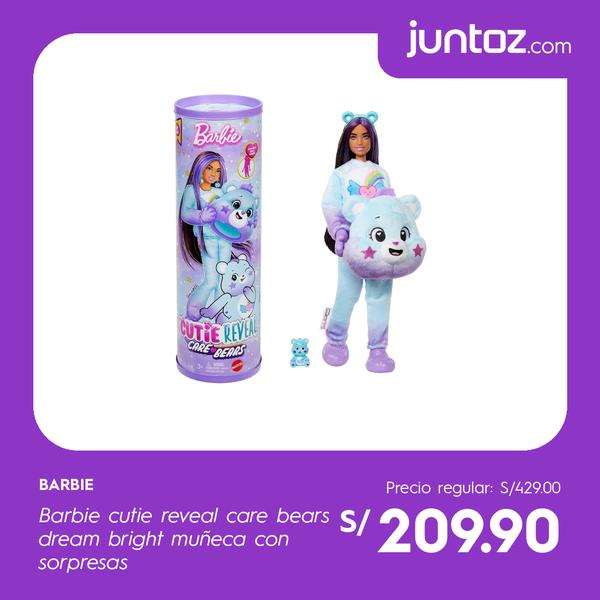 juntoz.com
Barbie
CUTIE REVEAL
CARE BEARS
3+
BARBIE
Precio regular: S/429.00
Barbie cutie reveal care bears
dream bright muñeca con
sorpresas
S/ 209.90